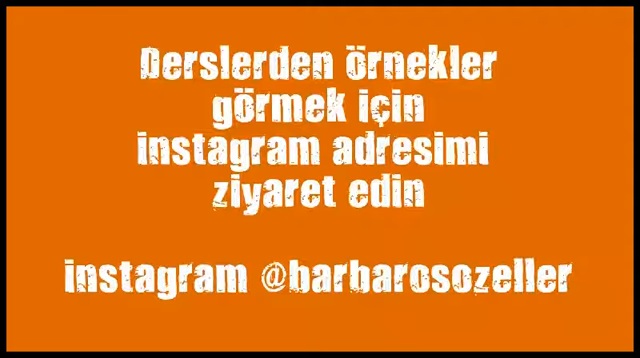 Derslerden örnekler
görmek için
instagram adresimi
ziyaret edin
instagram @barbarosozeller